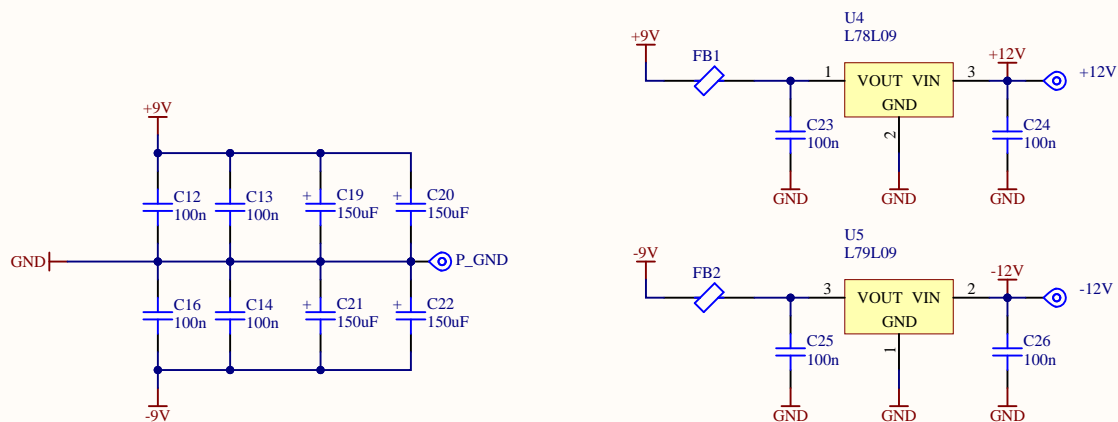 +9V
C12
100n
C13
100n
+
C19
150uF
+
C20
150uF
GND
P_GND
C16
100n
C14
100n
+
C21
150uF
+
C22
150uF
-9V
U4
L78L09
+9V
FB1
1
VOUT VIN
GND
3
+12V
+12V
2
C23
100n
C24
100n
GND
GND
GND
U5
L79L09
-9V
FB2
3
VOUT VIN
GND
2
-12V
-12V
1
C25
100n
C26
100n
GND
GND
GND